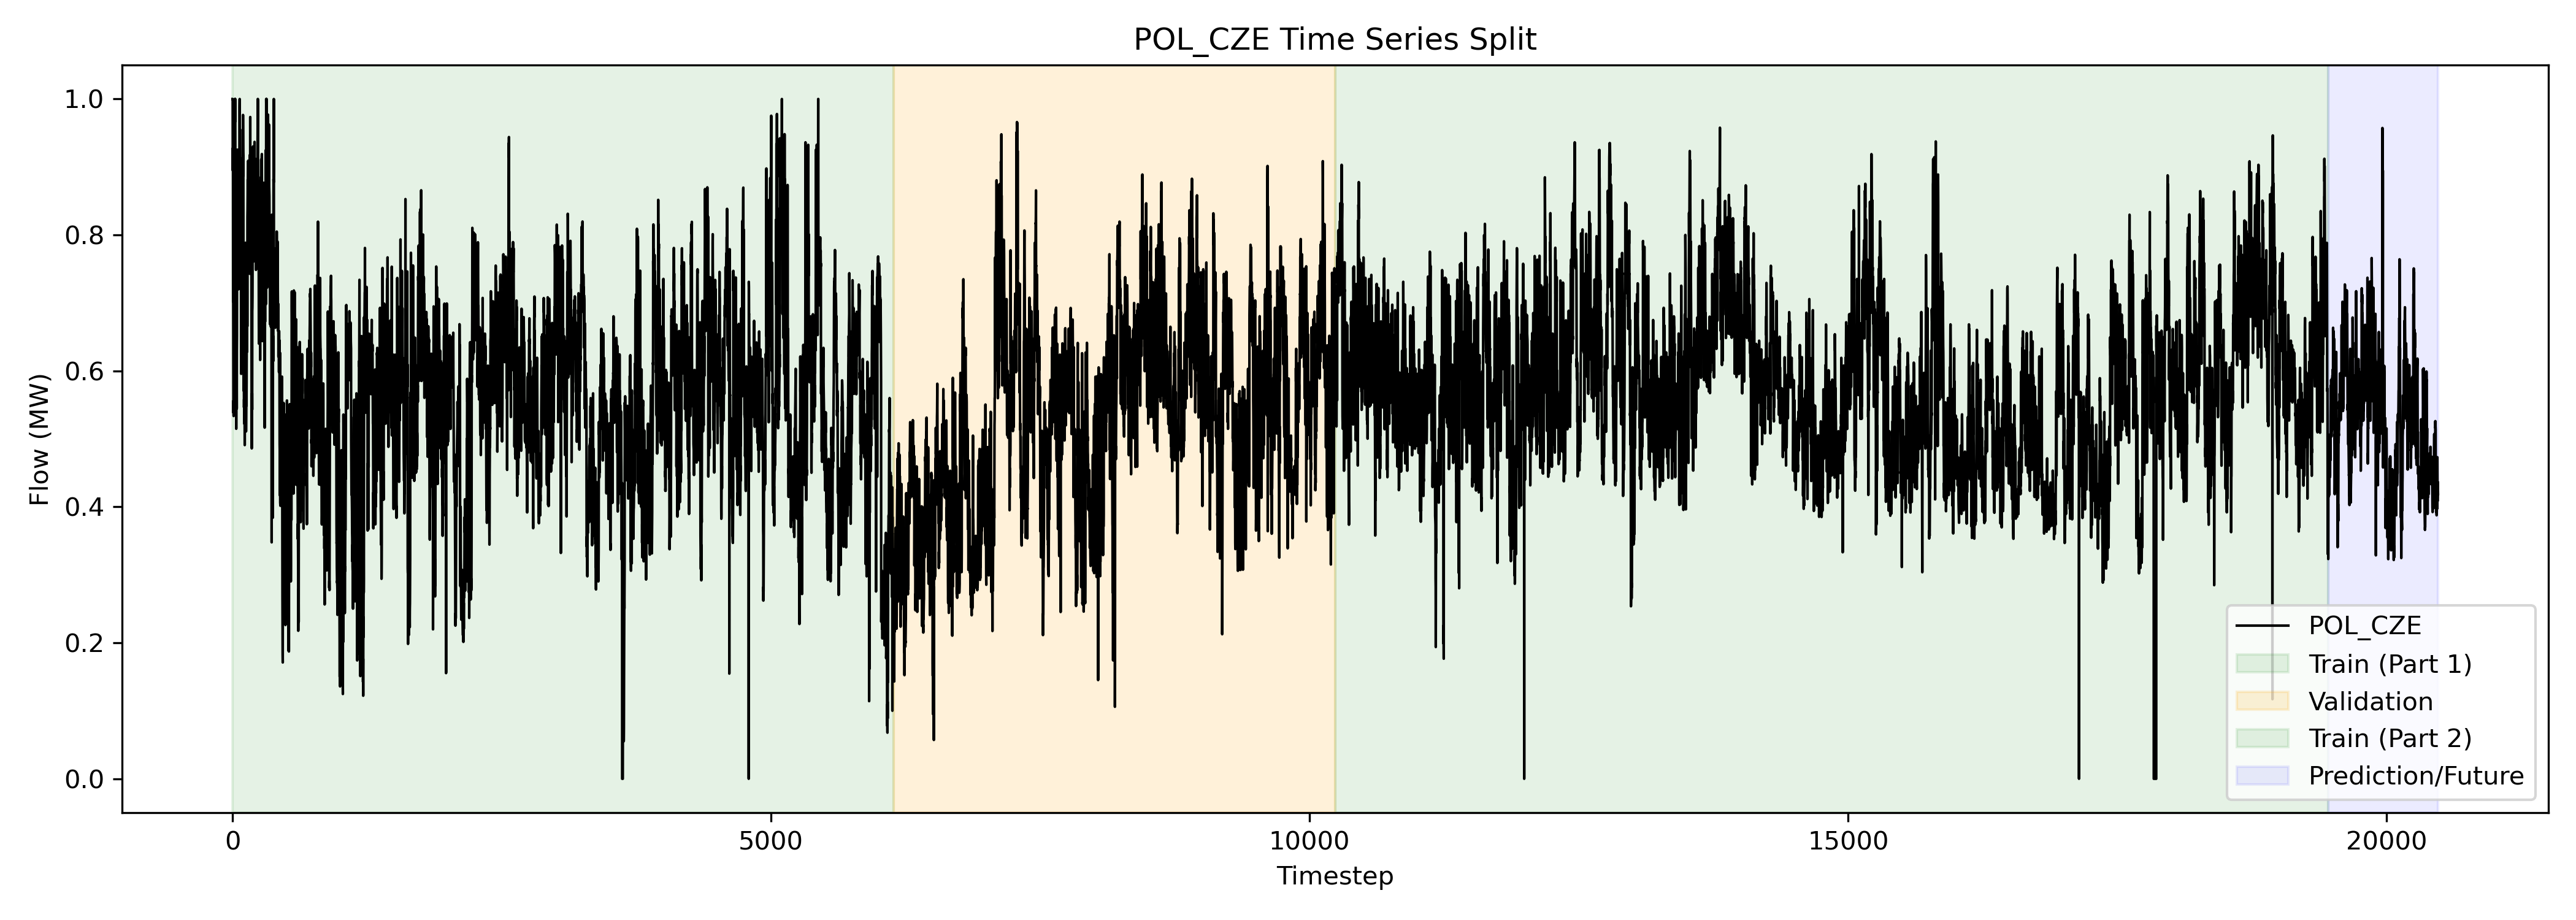 POL_CZE Time Series Split
Flow (MW)
1.0
0.8
0.6
0.4
0.2
0.0
0
5000
10000
15000
20000
Timestep
POL_CZE
Train (Part 1)
Validation
Train (Part 2)
Prediction/Future